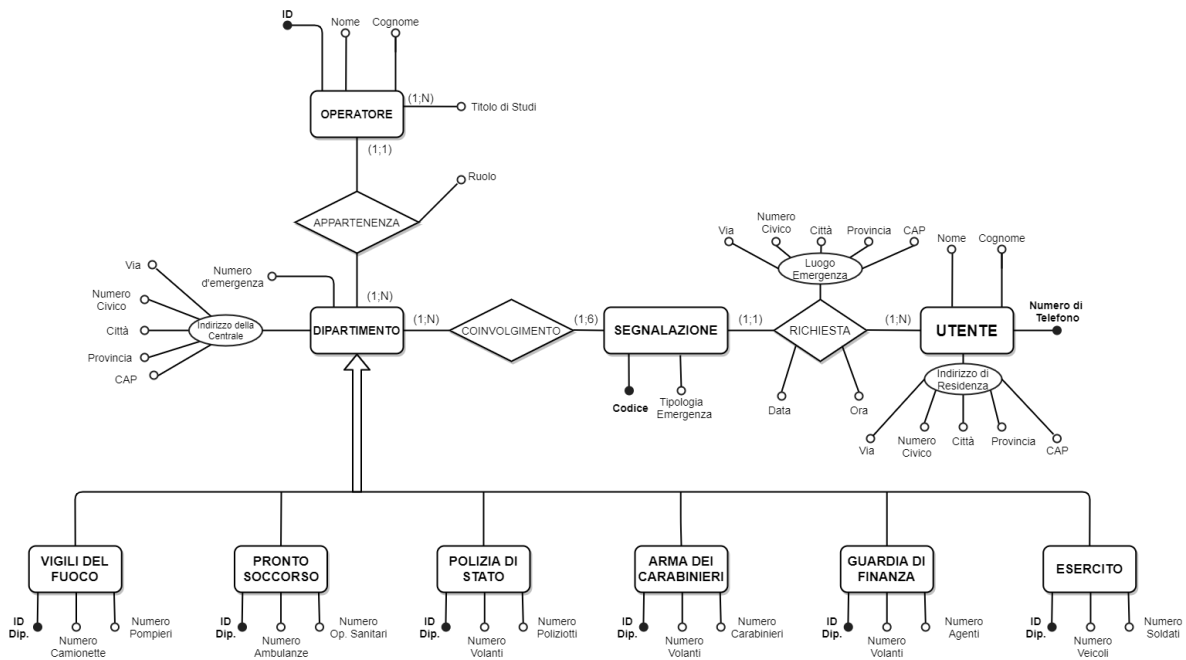 ID
Nome
Cognome
(1;N)
Titolo di Studi
OPERATORE
(1;1)
Ruolo
APPARTENENZA
Via
Numero
Civico
Città
Provincia
CAP
Indirizzo della
Centrale
Numero
d'emergenza
(1;N)
DIPARTIMENTO
(1;N)
COINVOLGIMENTO
(1;6)
SEGNALAZIONE
Codice
Tipologia
Emergenza
(1;1)
RICHIESTA
Via
Numero
Civico
Città
Provincia
CAP
Luogo
Emergenza
Data
Ora
(1;N)
UTENTE
Nome
Cognome
Numero di
Telefono
Indirizzo di
Residenza
Via
Numero
Civico
Città
Provincia
CAP
VIGILI DEL
FUOCO
ID
Dip.
Numero
Camionette
Numero
Pompieri
PRONTO
SOCCORSO
ID
Dip.
Numero
Ambulanze
Numero
Op. Sanitari
POLIZIA DI
STATO
ID
Dip.
Numero
Volanti
Numero
Poliziotti
ARMA DEI
CARABINIERI
ID
Dip.
Numero
Volanti
Numero
Carabinieri
GUARDIA DI
FINANZA
ID
Dip.
Numero
Volanti
Numero
Agenti
ESERCITO
ID
Dip.
Numero
Veicoli
Numero
Soldati